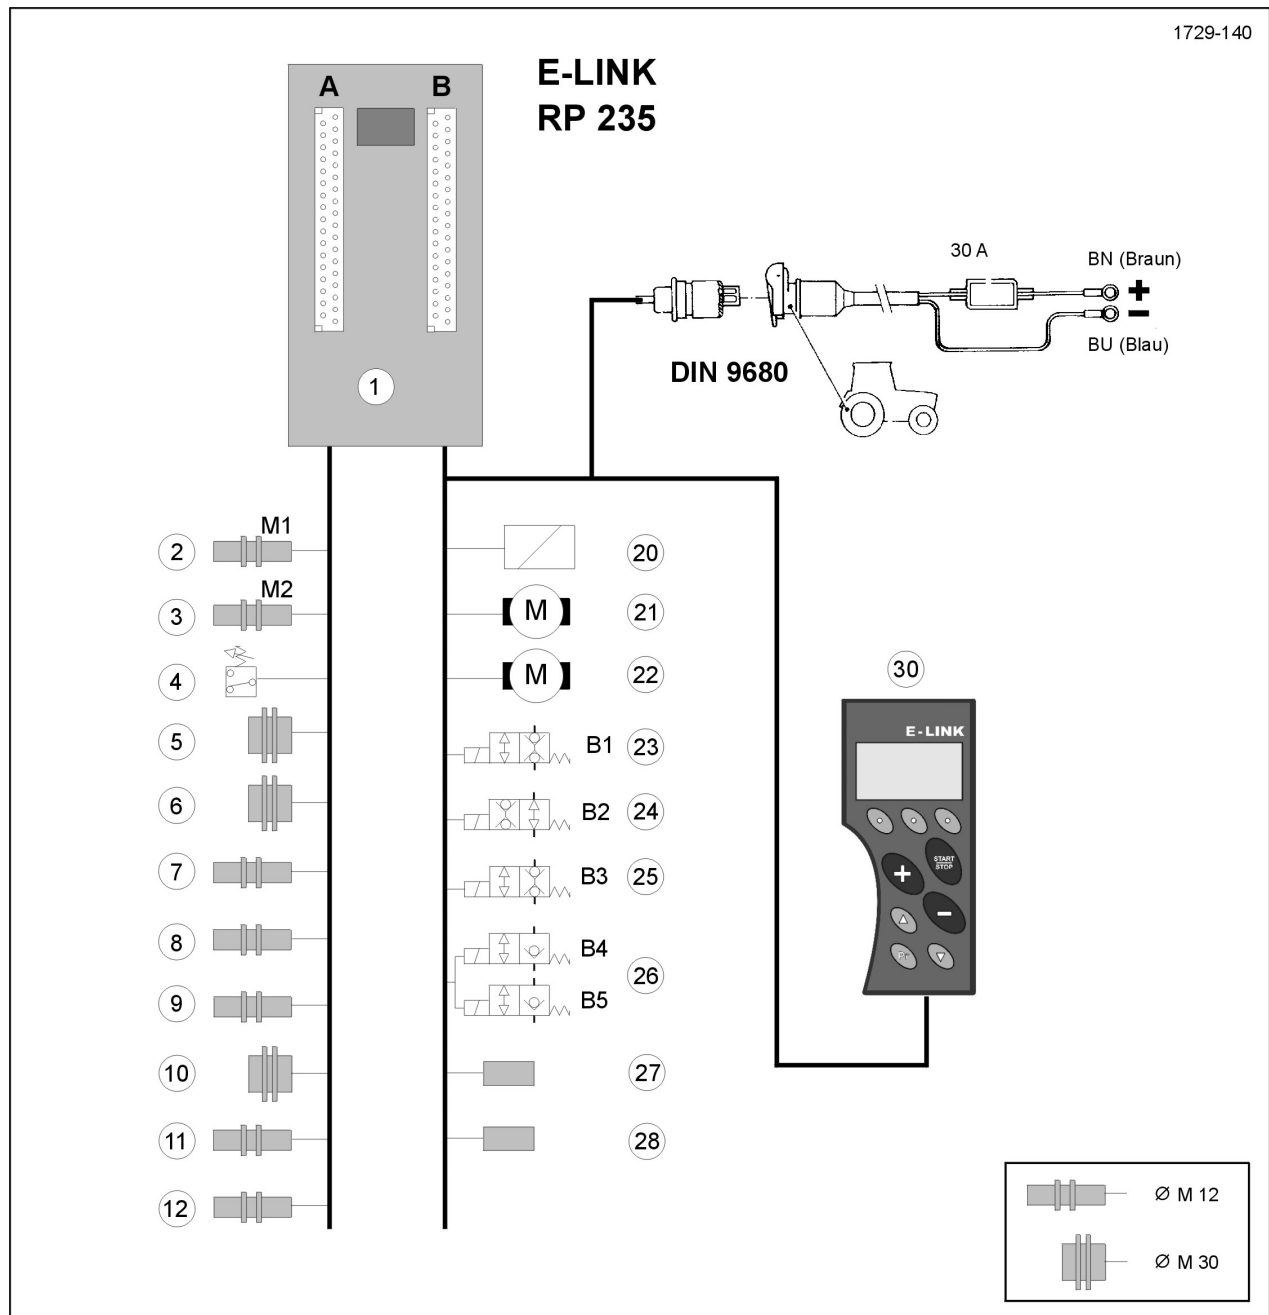 1729-140
E-LINK
RP 235
A
B
1
30 A
BN (Braun)
+
−
BU (Blau)
DIN 9680
2
M1
3
M2
4
5
6
7
8
9
10
11
12
20
M
21
M
22
B1
23
B2
24
B3
25
B4
26
B5
27
28
30
E-LINK
START
STOP
+
−
Pr
Ø M 12
Ø M 30